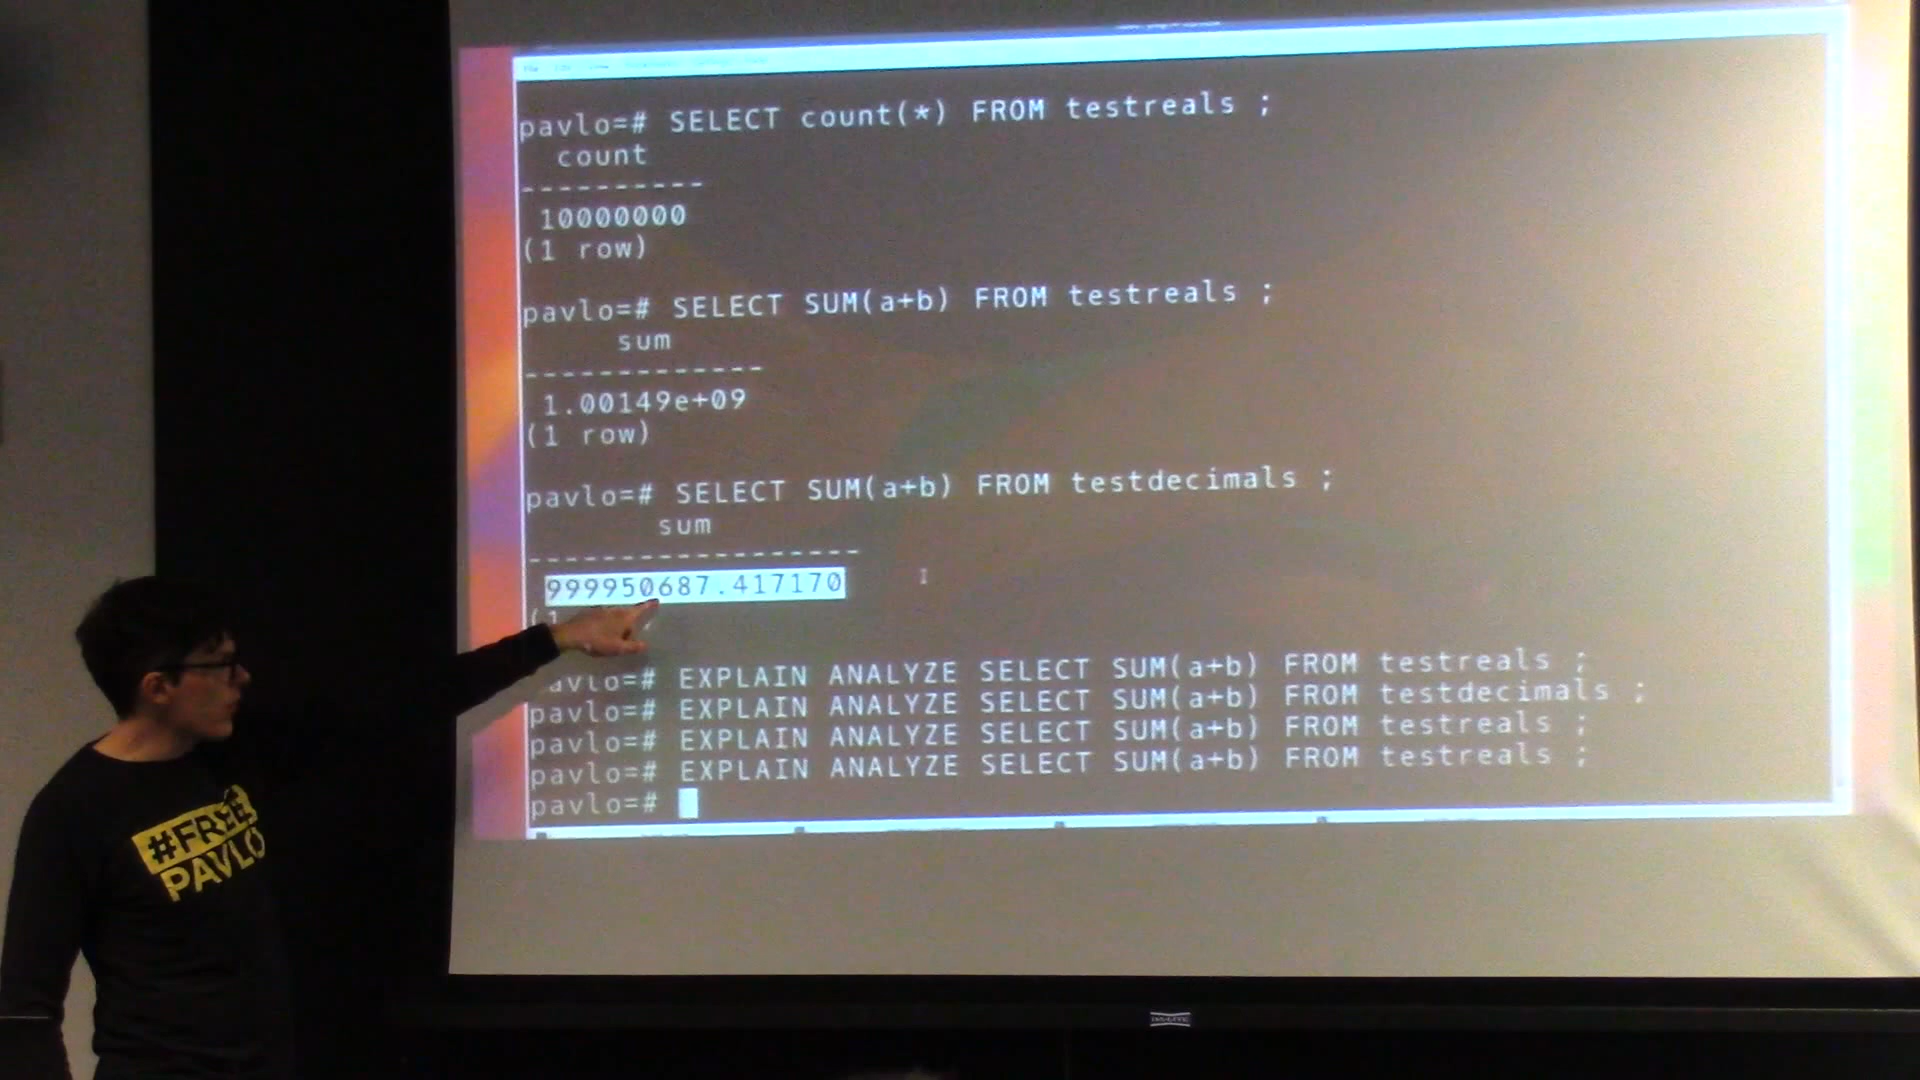 pavlo=# SELECT count(*) FROM testreals ;
count
----------
10000000
(1 row)
pavlo=# SELECT SUM(a+b) FROM testreals ;
sum
-------------
1.00149e+09
(1 row)
pavlo=# SELECT SUM(a+b) FROM testdecimals ;
sum
------------------
999950687.417170
(1
pavlo=# EXPLAIN ANALYZE SELECT SUM(a+b) FROM testreals ;
pavlo=# EXPLAIN ANALYZE SELECT SUM(a+b) FROM testdecimals ;
pavlo=# EXPLAIN ANALYZE SELECT SUM(a+b) FROM testreals ;
pavlo=# EXPLAIN ANALYZE SELECT SUM(a+b) FROM testreals ;
pavlo=#
#FREE
PAVLO